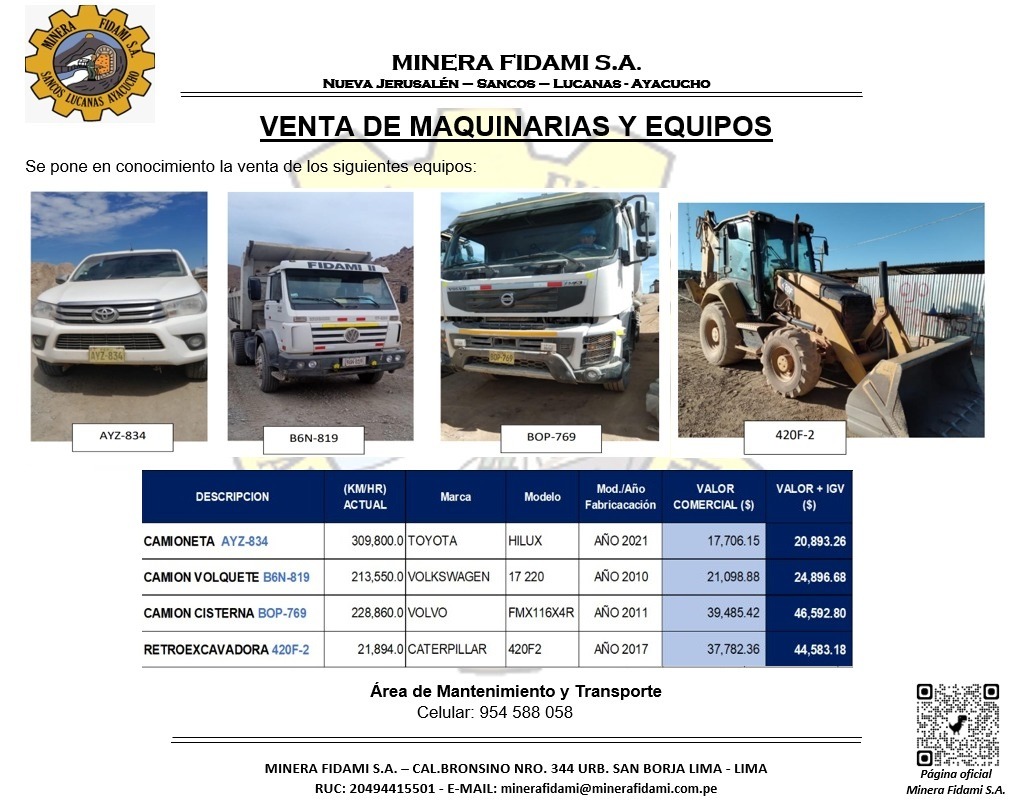 MINERA FIDAMI S.A.
SANCOS LUCANAS AYACUCHO
MINERA FIDAMI S.A.
NUEVA JERUSALÉN – SANCOS – LUCANAS - AYACUCHO
VENTA DE MAQUINARIAS Y EQUIPOS
Se pone en conocimiento la venta de los siguientes equipos:
FIDAMI II
VOLVO
AYZ-834
BOP-769
AYZ-834
B6N-819
BOP-769
420F-2
DESCRIPCION (KM/HR) ACTUAL Marca Modelo Mod./Año Fabricacación VALOR COMERCIAL ($) VALOR + IGV ($)
CAMIONETA AYZ-834 309,800.0 TOYOTA HILUX AÑO 2021 17,706.15 20,893.26
CAMION VOLQUETE B6N-819 213,550.0 VOLKSWAGEN 17 220 AÑO 2010 21,098.88 24,896.68
CAMION CISTERNA BOP-769 228,860.0 VOLVO FMX116X4R AÑO 2011 39,485.42 46,592.80
RETROEXCAVADORA 420F-2 21,894.0 CATERPILLAR 420F2 AÑO 2017 37,782.36 44,583.18
Área de Mantenimiento y Transporte
Celular: 954 588 058
MINERA FIDAMI S.A. – CAL.BRONSINO NRO. 344 URB. SAN BORJA LIMA - LIMA
RUC: 20494415501 - E-MAIL: minerafidami@minerafidami.com.pe
Página oficial
Minera Fidami S.A.